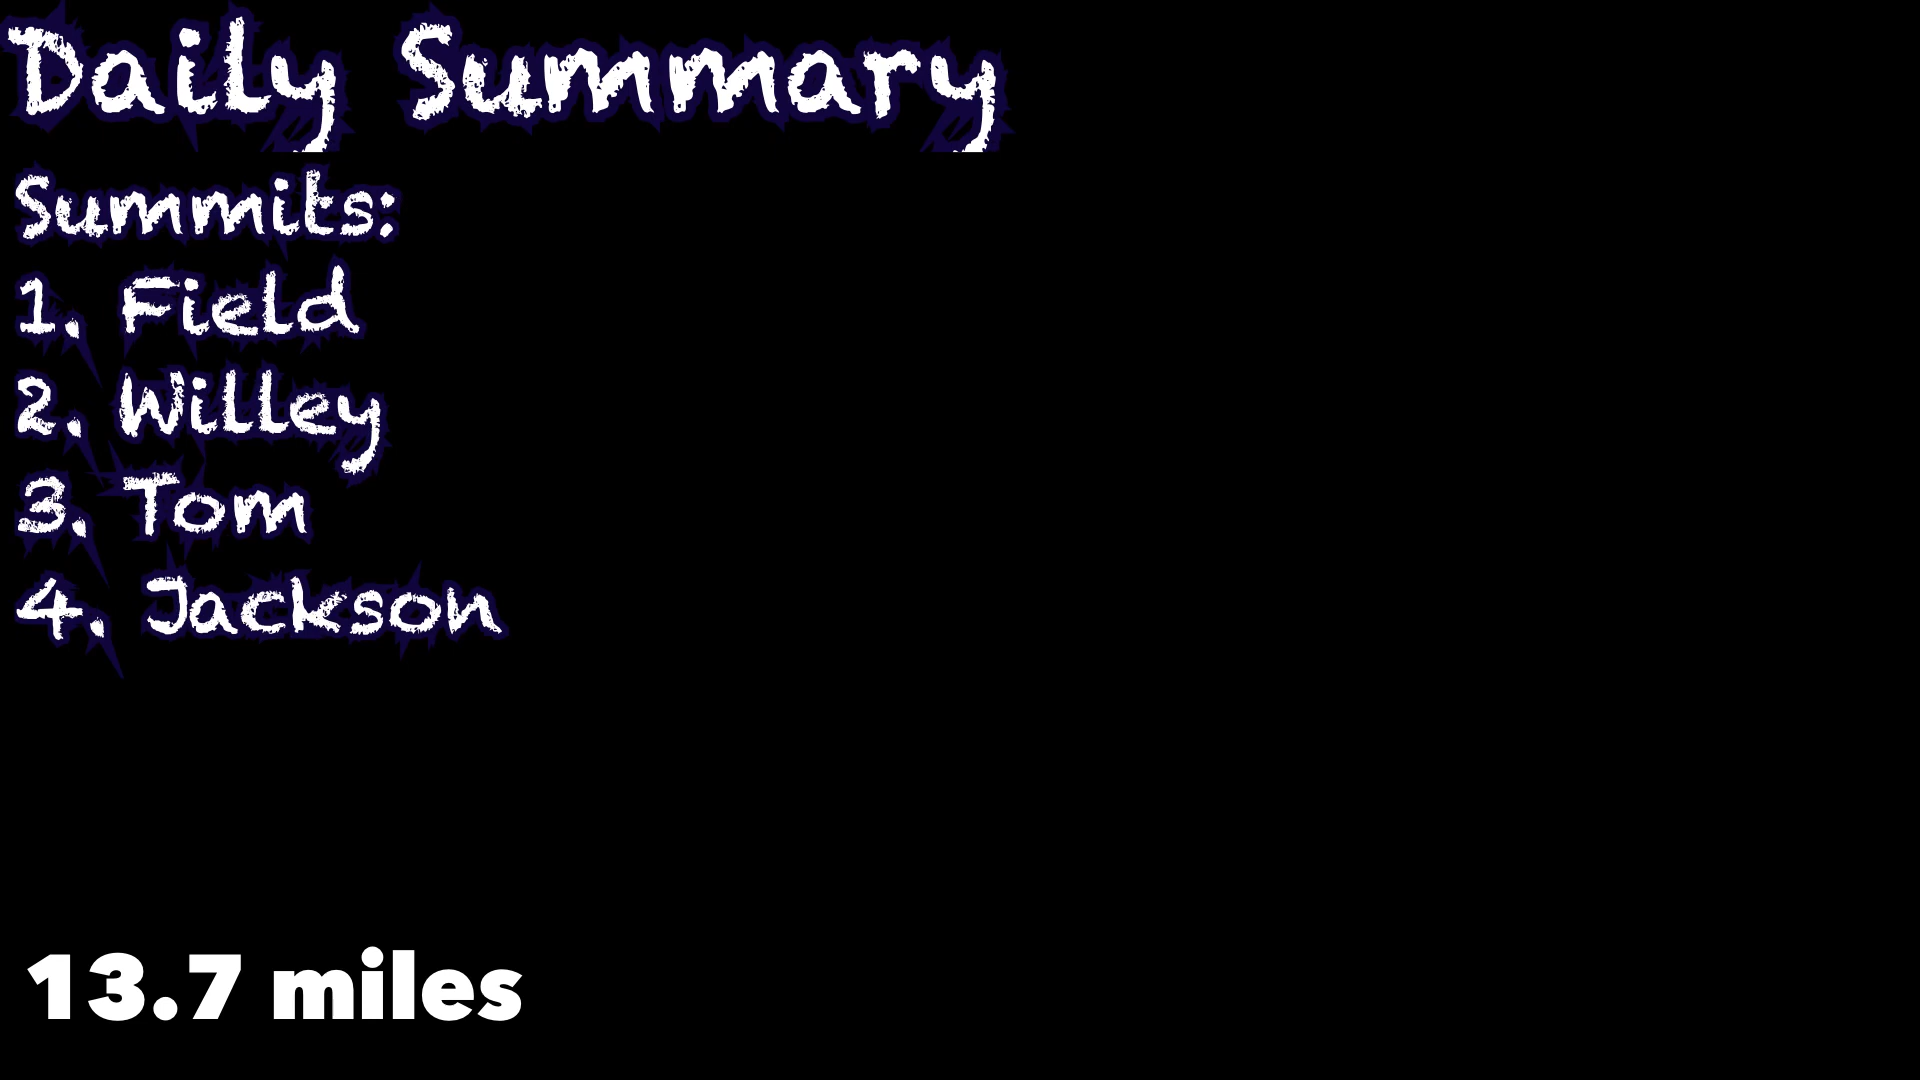 Daily Summary
Summits:
1. Field
2. Willey
3. Tom
4. Jackson
13.7 miles